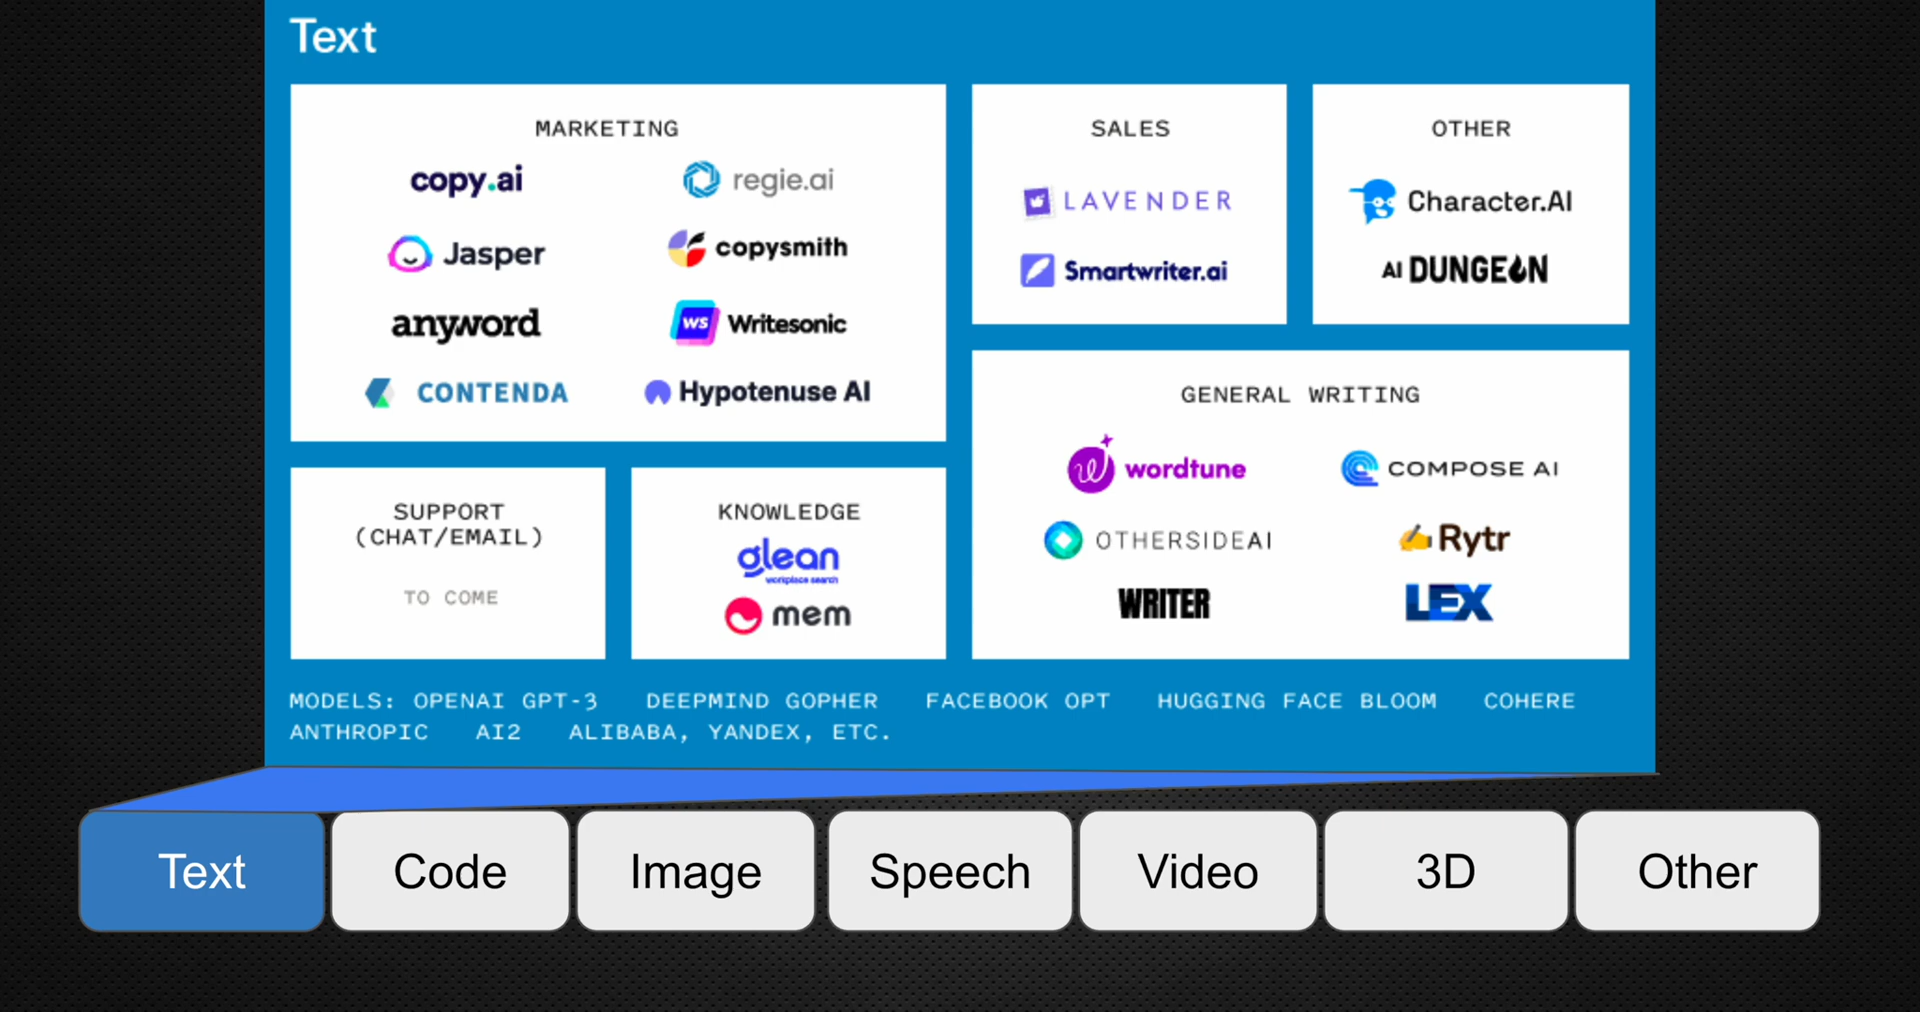 Text
MARKETING
copy.ai
regie.ai
Jasper
copysmith
anyword
WS Writesonic
CONTENDA
Hypotenuse AI
SALES
LAVENDER
Smartwriter.ai
OTHER
Character.AI
AI DUNGEON
SUPPORT
(CHAT/EMAIL)
TO COME
KNOWLEDGE
glean
workplace search
mem
GENERAL WRITING
w wordtune
COMPOSE AI
OTHERSIDEAI
Rytr
WRITER
LEX
MODELS: OPENAI GPT-3 DEEPMIND GOPHER FACEBOOK OPT HUGGING FACE BLOOM COHERE
ANTHROPIC AI2 ALIBABA, YANDEX, ETC.
Text Code Image Speech Video 3D Other